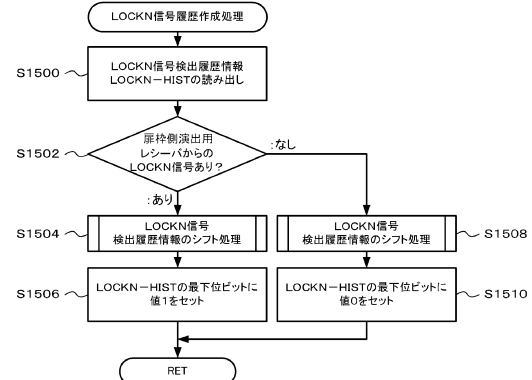 LOCKN信号履歴作成処理
S1500
LOCKN信号検出履歴情報
LOCKN－HISTの読み出し
S1502
扉枠側演出用
レシーバからの
LOCKN信号あり？
：なし
：あり
S1504
LOCKN信号
検出履歴情報のシフト処理
LOCKN信号
検出履歴情報のシフト処理
S1508
S1506
LOCKN－HISTの最下位ビットに
値1をセット
LOCKN－HISTの最下位ビットに
値0をセット
S1510
RET